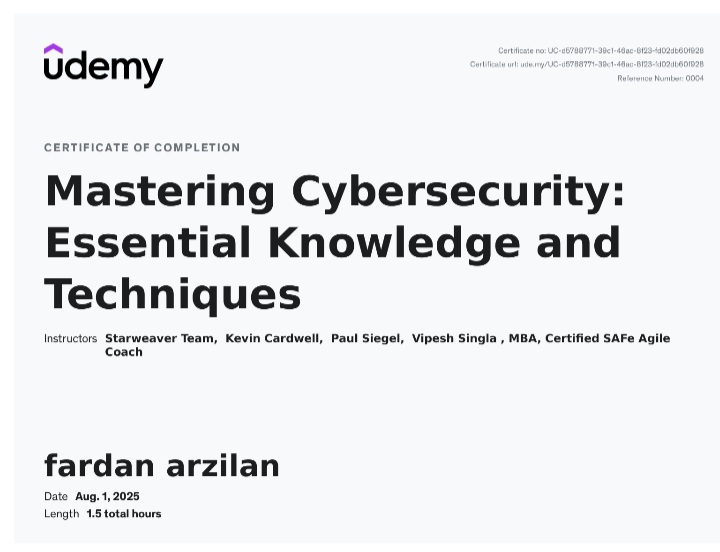 udemy
Certificate no: UC-d5788771-39c1-46ac-8f23-fd02db60f928
Certificate url: ude.my/UC-d5788771-39c1-46ac-8f23-fd02db60f928
Reference Number: 0004
CERTIFICATE OF COMPLETION
Mastering Cybersecurity:
Essential Knowledge and
Techniques
Instructors Starweaver Team, Kevin Cardwell, Paul Siegel, Vipesh Singla , MBA, Certified SAFe Agile
Coach
fardan arzilan
Date Aug. 1, 2025
Length 1.5 total hours